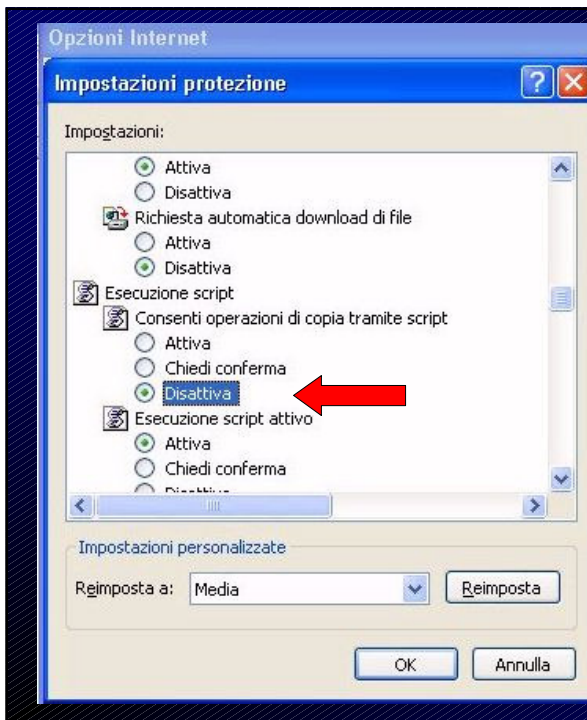 Opzioni Internet
Impostazioni protezione
Impostazioni:
Attiva
Disattiva
Richiesta automatica download di file
Attiva
Disattiva
Esecuzione script
Consenti operazioni di copia tramite script
Attiva
Chiedi conferma
Disattiva
Esecuzione script attivo
Attiva
Chiedi conferma
Impostazioni personalizzate
Reimposta a: Media Reimposta
OK Annulla